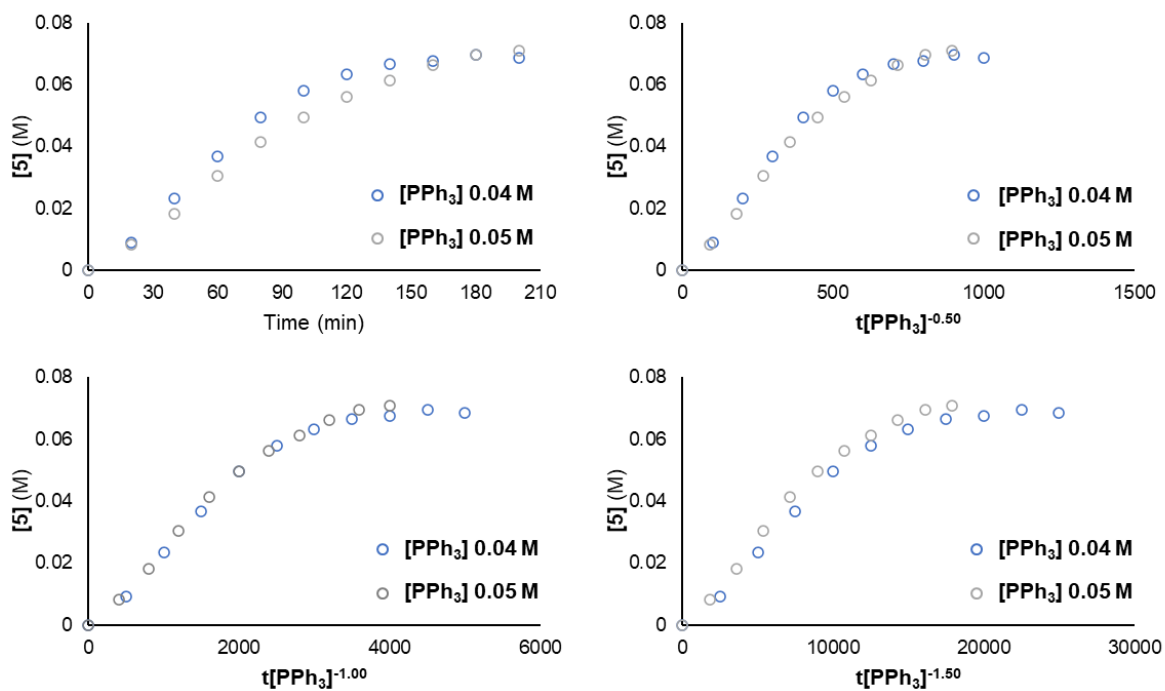 0.08
0.06
0.04
0.02
0
[5] (M)
[PPh₃] 0.04 M
[PPh₃] 0.05 M
0 30 60 90 120 150 180 210
Time (min)
0.08
0.06
0.04
0.02
0
[5] (M)
[PPh₃] 0.04 M
[PPh₃] 0.05 M
0 500 1000 1500
t[PPh₃]⁻⁰·⁵⁰
0.08
0.06
0.04
0.02
0
[5] (M)
[PPh₃] 0.04 M
[PPh₃] 0.05 M
0 2000 4000 6000
t[PPh₃]⁻¹·⁰⁰
0.08
0.06
0.04
0.02
0
[5] (M)
[PPh₃] 0.04 M
[PPh₃] 0.05 M
0 10000 20000 30000
t[PPh₃]⁻¹·⁵⁰